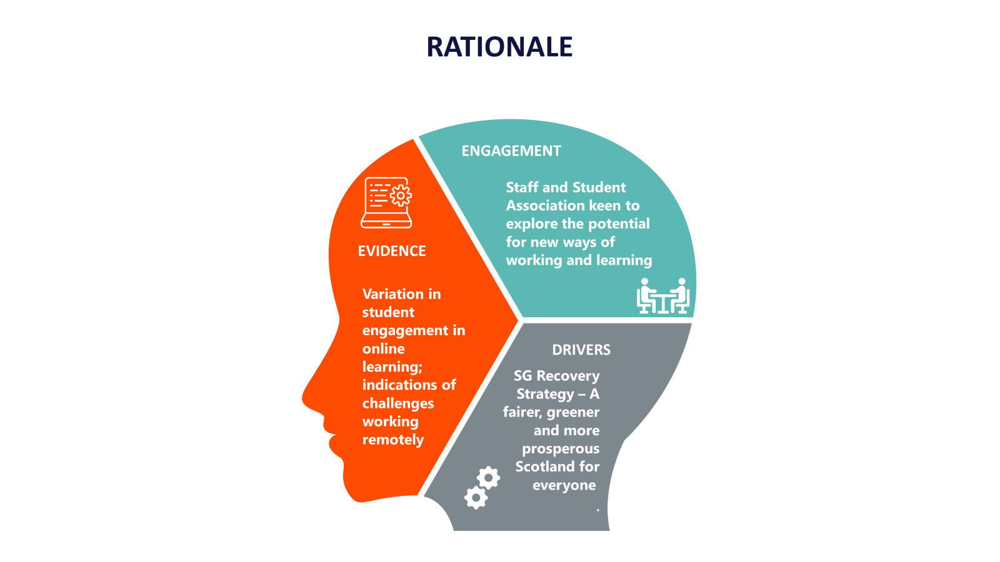 RATIONALE
ENGAGEMENT
Staff and Student
Association keen to
explore the potential
for new ways of
working and learning
EVIDENCE
Variation in
student
engagement in
online
learning;
indications of
challenges
working
remotely
DRIVERS
SG Recovery
Strategy – A
fairer, greener
and more
prosperous
Scotland for
everyone
.